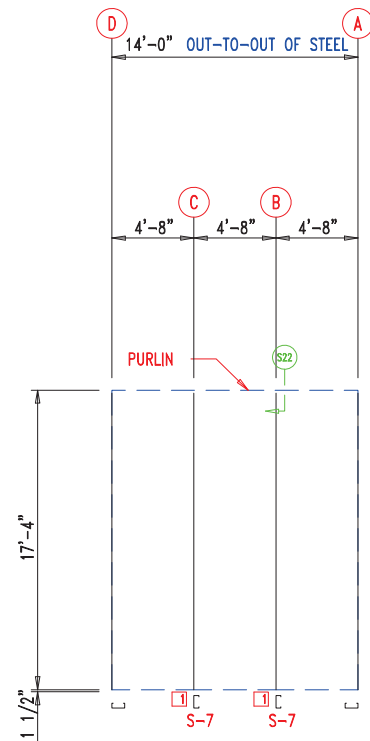 D
A
14'-0" OUT-TO-OUT OF STEEL
C
B
4'-8"
4'-8"
4'-8"
PURLIN
S22
17'-4"
1 1/2"
1
1
S-7
S-7